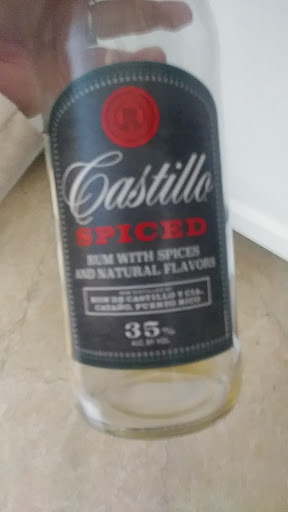 Castillo
SPICED
RUM WITH SPICES
AND NATURAL FLAVORS
RON DE CASTILLO Y CIA.
CATAÑO, PUERTO RICO
35%
ALC. BY VOL.